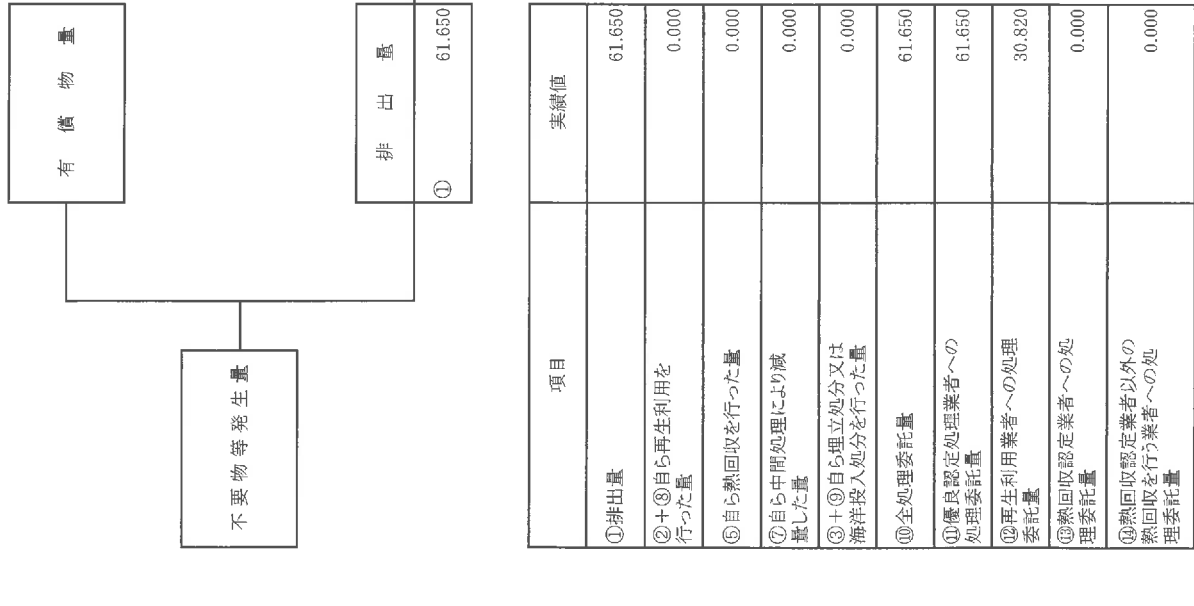 有償物量
不要物等発生量
排出量
① 61.650
項目 実績値
①排出量 61.650
②+⑧自ら再生利用を
行った量 0.000
⑤自ら熱回収を行った量 0.000
⑦自ら中間処理により減
量した量 0.000
③+⑨自ら埋立処分又は
海洋投入処分を行った量 0.000
⑩全処理委託量 61.650
⑪優良認定処理業者への
処理委託量 61.650
⑫再生利用業者への処理
委託量 30.820
⑬熱回収認定業者への処
理委託量 0.000
⑭熱回収認定業者以外の
熱回収を行う業者への処
理委託量 0.000